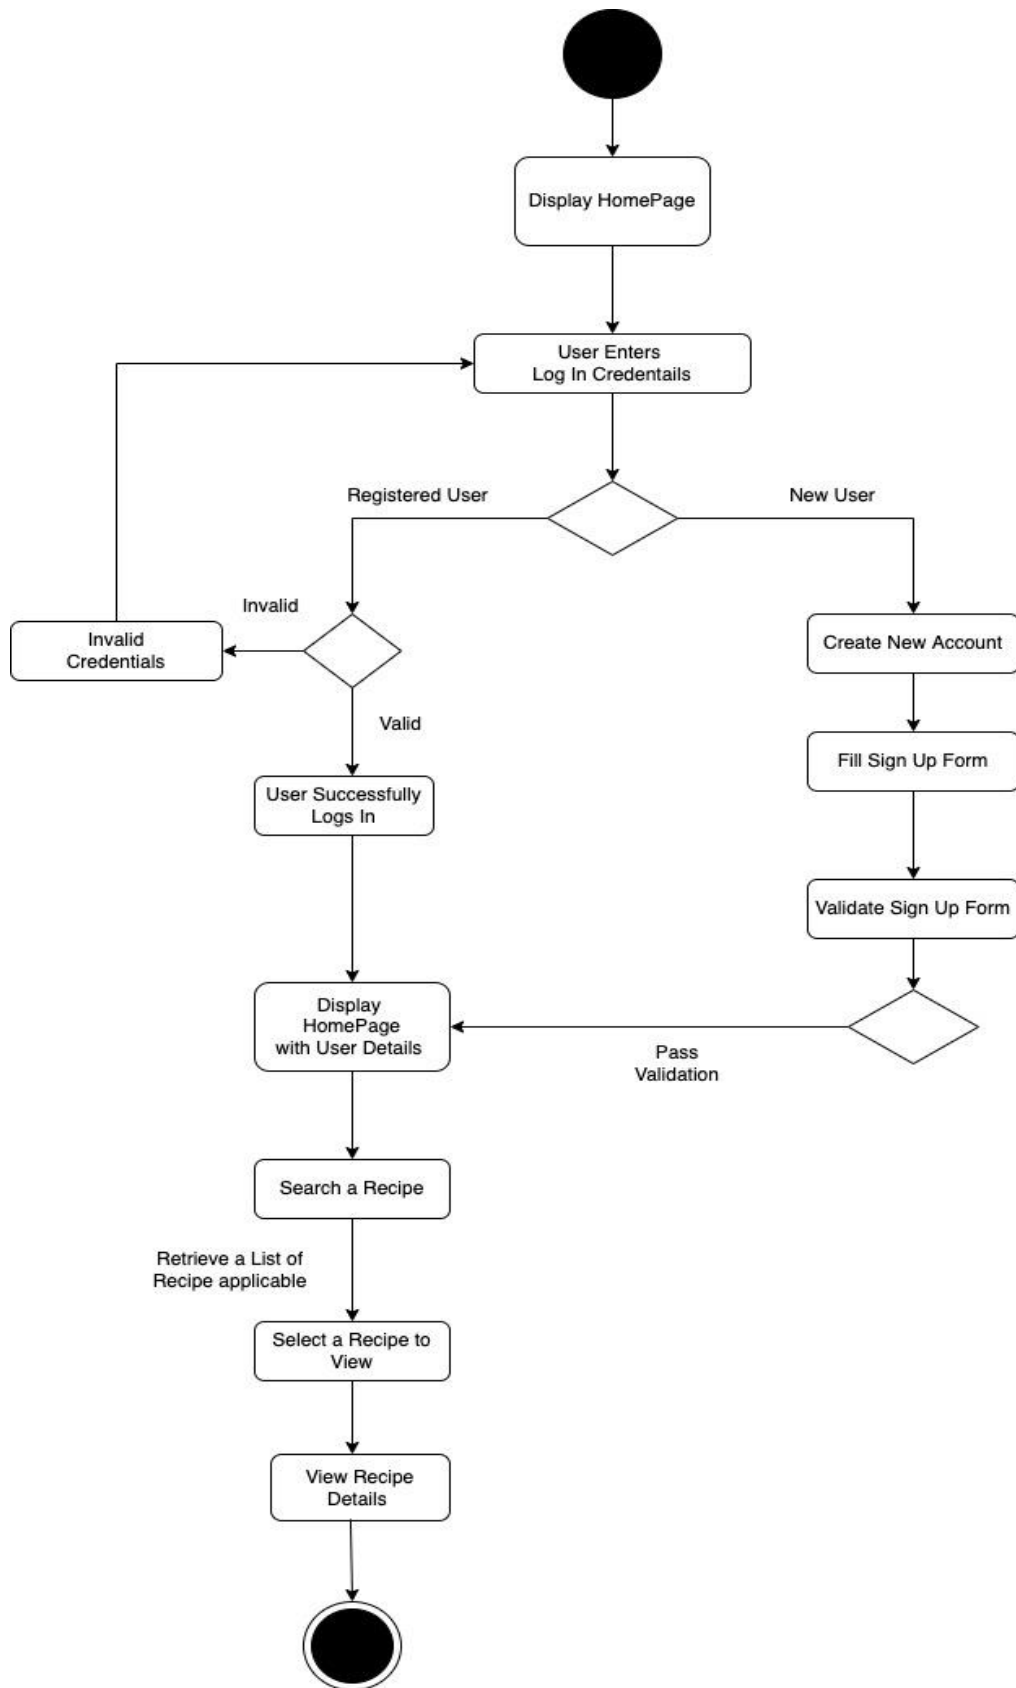 Display HomePage
User Enters
Log In Credentails
Registered User
New User
Invalid
Invalid
Credentials
Create New Account
Valid
Fill Sign Up Form
User Successfully
Logs In
Validate Sign Up Form
Display
HomePage
with User Details
Pass
Validation
Search a Recipe
Retrieve a List of
Recipe applicable
Select a Recipe to
View
View Recipe
Details